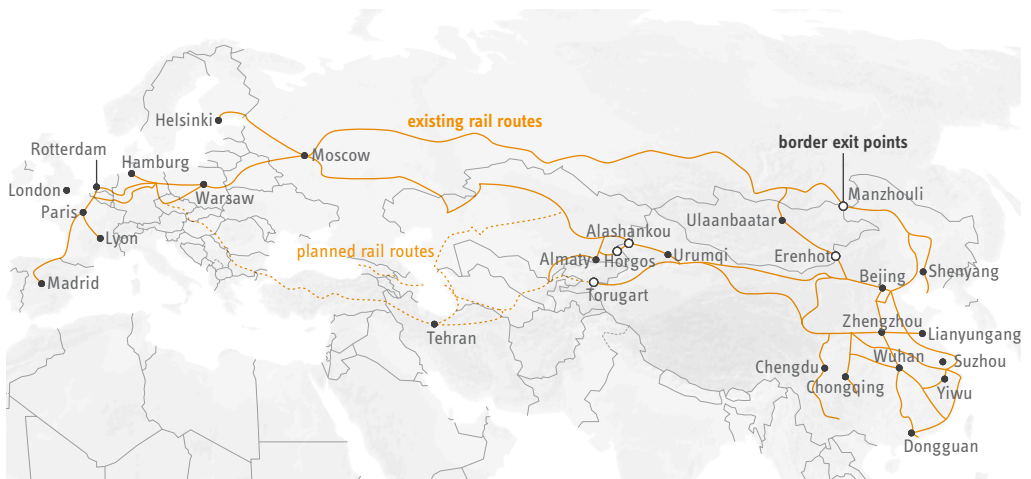 Helsinki
existing rail routes
border exit points
Rotterdam
Hamburg
Moscow
London
Warsaw
Manzhouli
Paris
Ulaanbaatar
Lyon
Alashankou
planned rail routes
Almaty
Horgos
Urumqi
Erenhot
Madrid
Torugart
Bejing
Shenyang
Tehran
Zhengzhou
Lianyungang
Chengdu
Wuhan
Suzhou
Chongqing
Yiwu
Dongguan